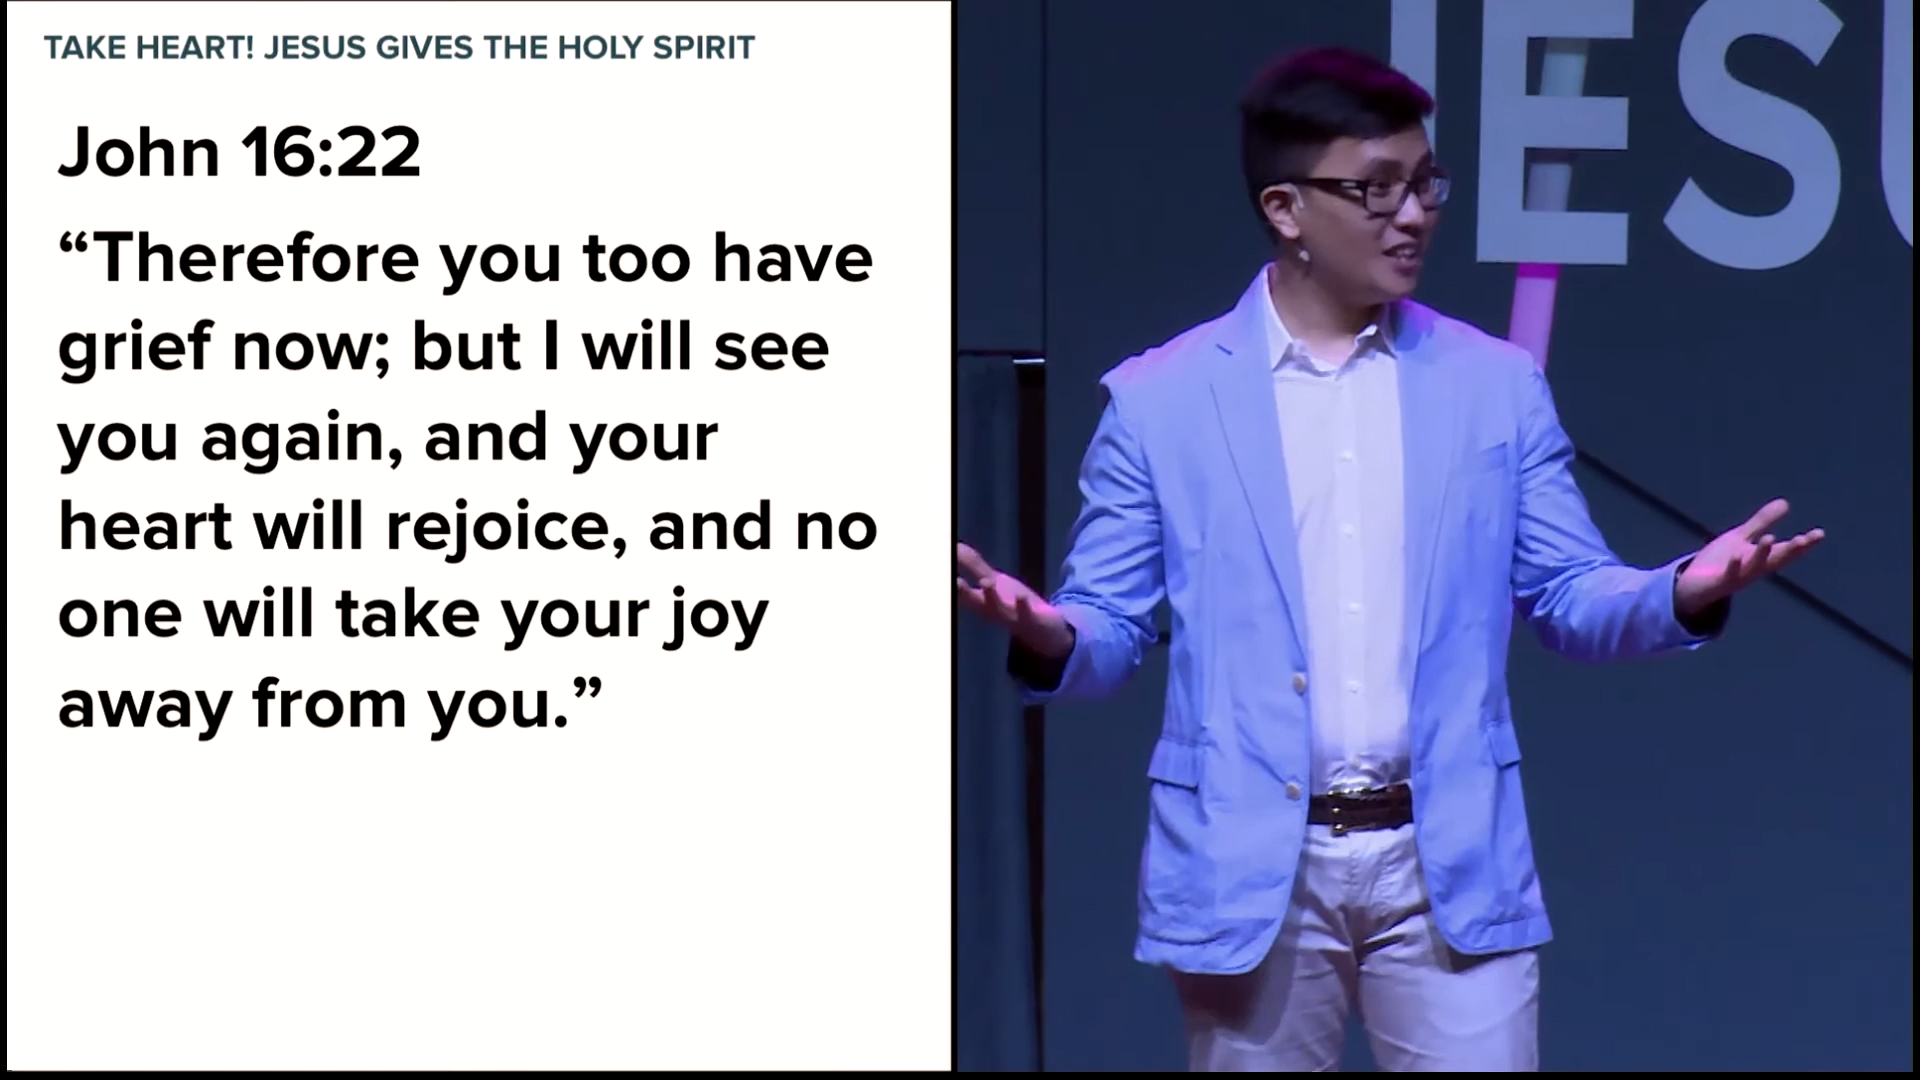 TAKE HEART! JESUS GIVES THE HOLY SPIRIT
John 16:22
“Therefore you too have
grief now; but I will see
you again, and your
heart will rejoice, and no
one will take your joy
away from you.”
JESU